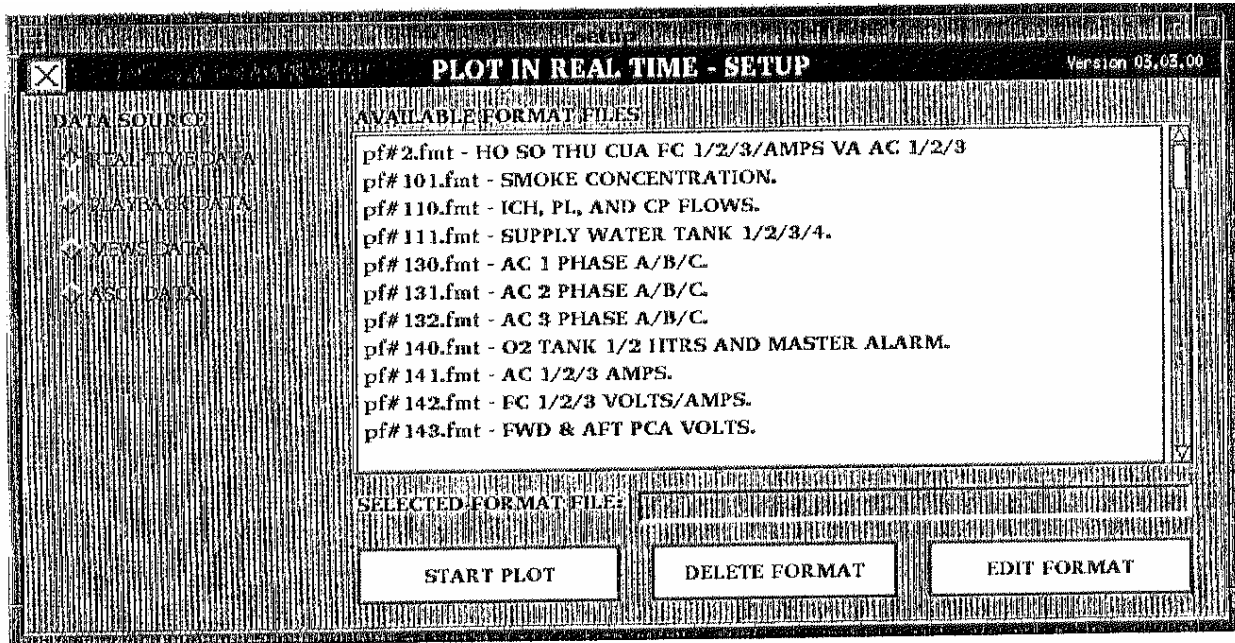 setup
PLOT IN REAL TIME - SETUP
Version 03.03.00
DATA SOURCE
REAL-TIME DATA
PLAYBACK DATA
MEWS DATA
ASCI DATA
AVAILABLE FORMAT FILES
pf#2.fmt - HO SO THU CUA FC 1/2/3/AMPS VA AC 1/2/3
pf#101.fmt - SMOKE CONCENTRATION.
pf#110.fmt - ICH, PL, AND CP FLOWS.
pf#111.fmt - SUPPLY WATER TANK 1/2/3/4.
pf#130.fmt - AC 1 PHASE A/B/C.
pf#131.fmt - AC 2 PHASE A/B/C.
pf#132.fmt - AC 3 PHASE A/B/C.
pf#140.fmt - O2 TANK 1/2 HTRS AND MASTER ALARM.
pf#141.fmt - AC 1/2/3 AMPS.
pf#142.fmt - FC 1/2/3 VOLTS/AMPS.
pf#143.fmt - FWD & AFT PCA VOLTS.
SELECTED FORMAT FILE:
START PLOT
DELETE FORMAT
EDIT FORMAT